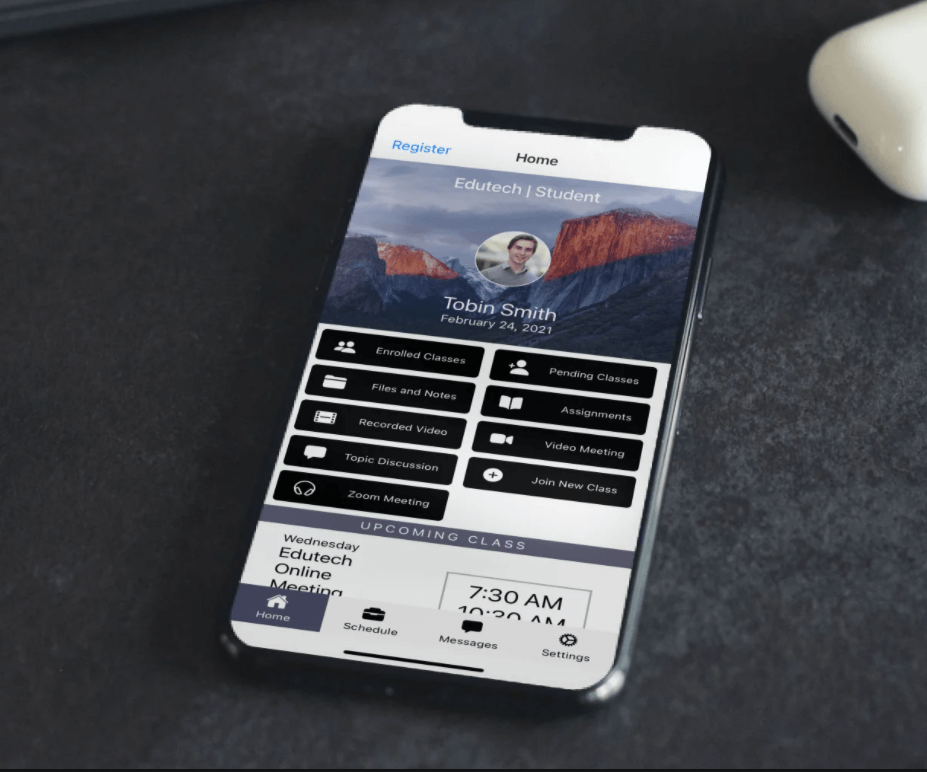 Register
Home
Edutech | Student
Tobin Smith
February 24, 2021
Enrolled Classes
Pending Classes
Files and Notes
Assignments
Recorded Video
Video Meeting
Topic Discussion
Join New Class
Zoom Meeting
UPCOMING CLASS
Wednesday
Edutech
Online
Meeting
7:30 AM
10:30 AM
Home
Schedule
Messages
Settings